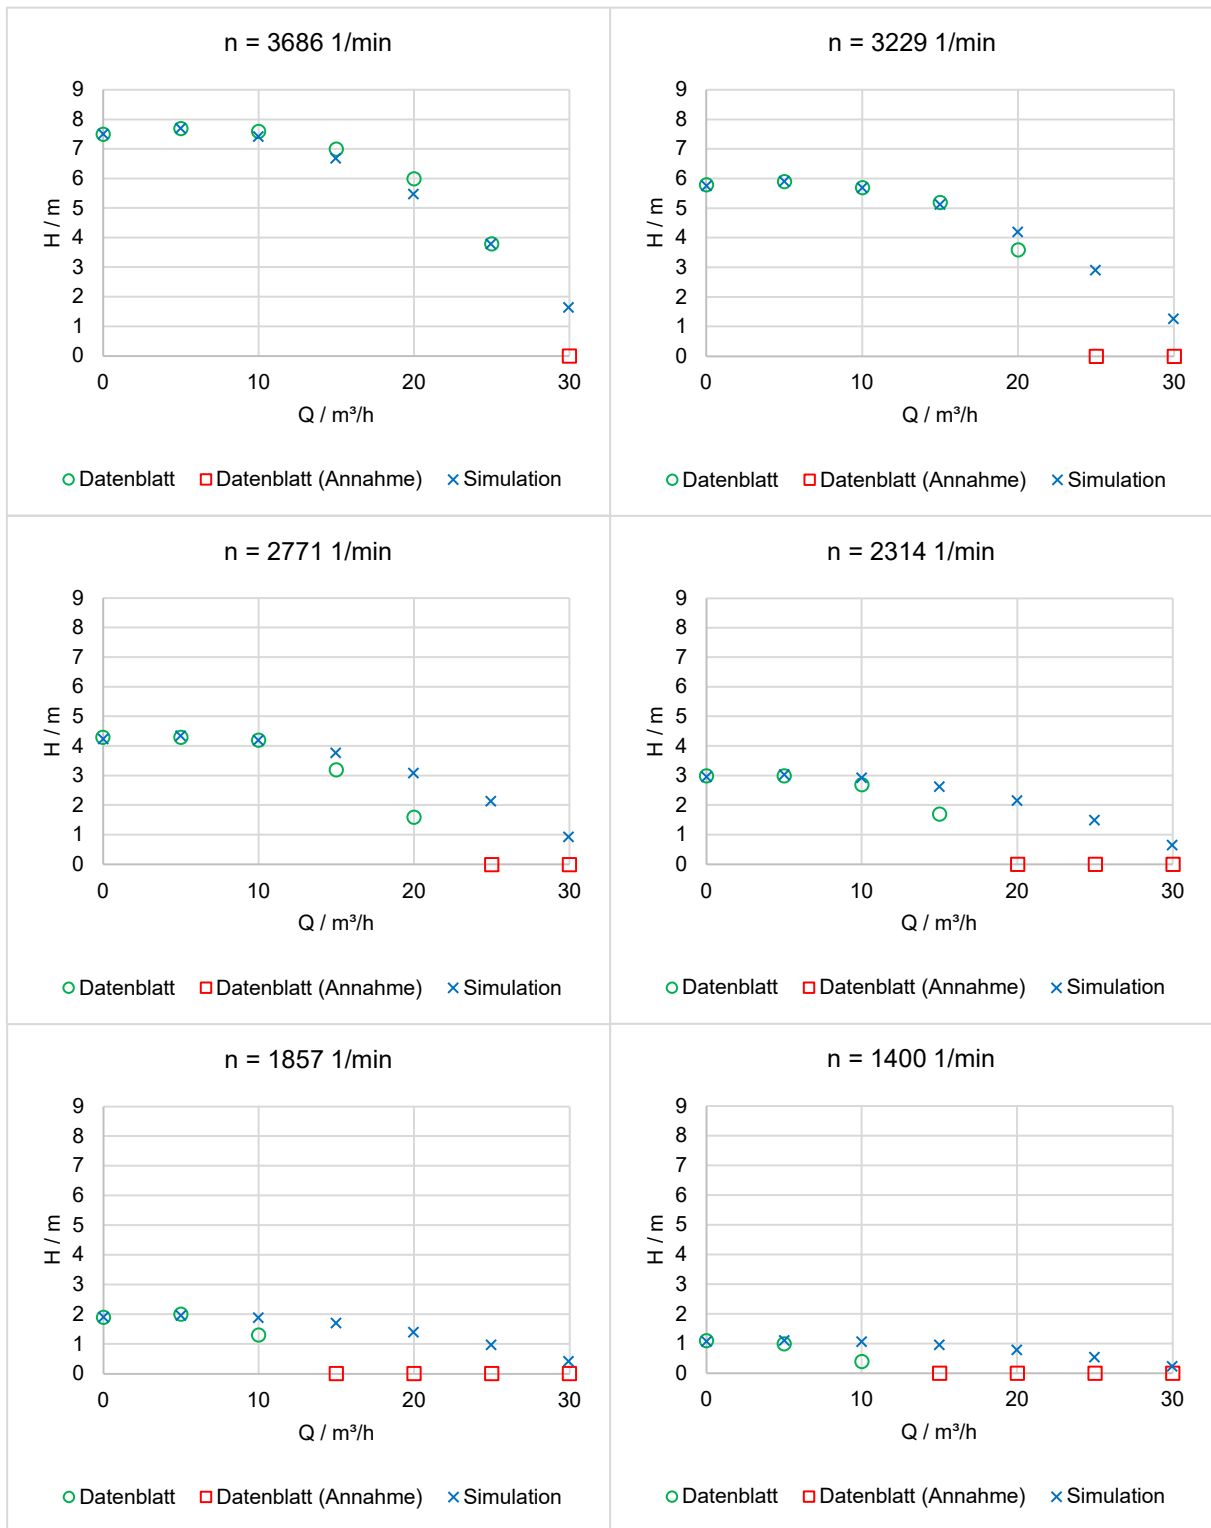 n = 3686 1/min
9
8
7
6
5
4
3
2
1
0
H / m
0 10 20 30
Q / m³/h
Datenblatt Datenblatt (Annahme) Simulation
n = 3229 1/min
9
8
7
6
5
4
3
2
1
0
H / m
0 10 20 30
Q / m³/h
Datenblatt Datenblatt (Annahme) Simulation
n = 2771 1/min
9
8
7
6
5
4
3
2
1
0
H / m
0 10 20 30
Q / m³/h
Datenblatt Datenblatt (Annahme) Simulation
n = 2314 1/min
9
8
7
6
5
4
3
2
1
0
H / m
0 10 20 30
Q / m³/h
Datenblatt Datenblatt (Annahme) Simulation
n = 1857 1/min
9
8
7
6
5
4
3
2
1
0
H / m
0 10 20 30
Q / m³/h
Datenblatt Datenblatt (Annahme) Simulation
n = 1400 1/min
9
8
7
6
5
4
3
2
1
0
H / m
0 10 20 30
Q / m³/h
Datenblatt Datenblatt (Annahme) Simulation